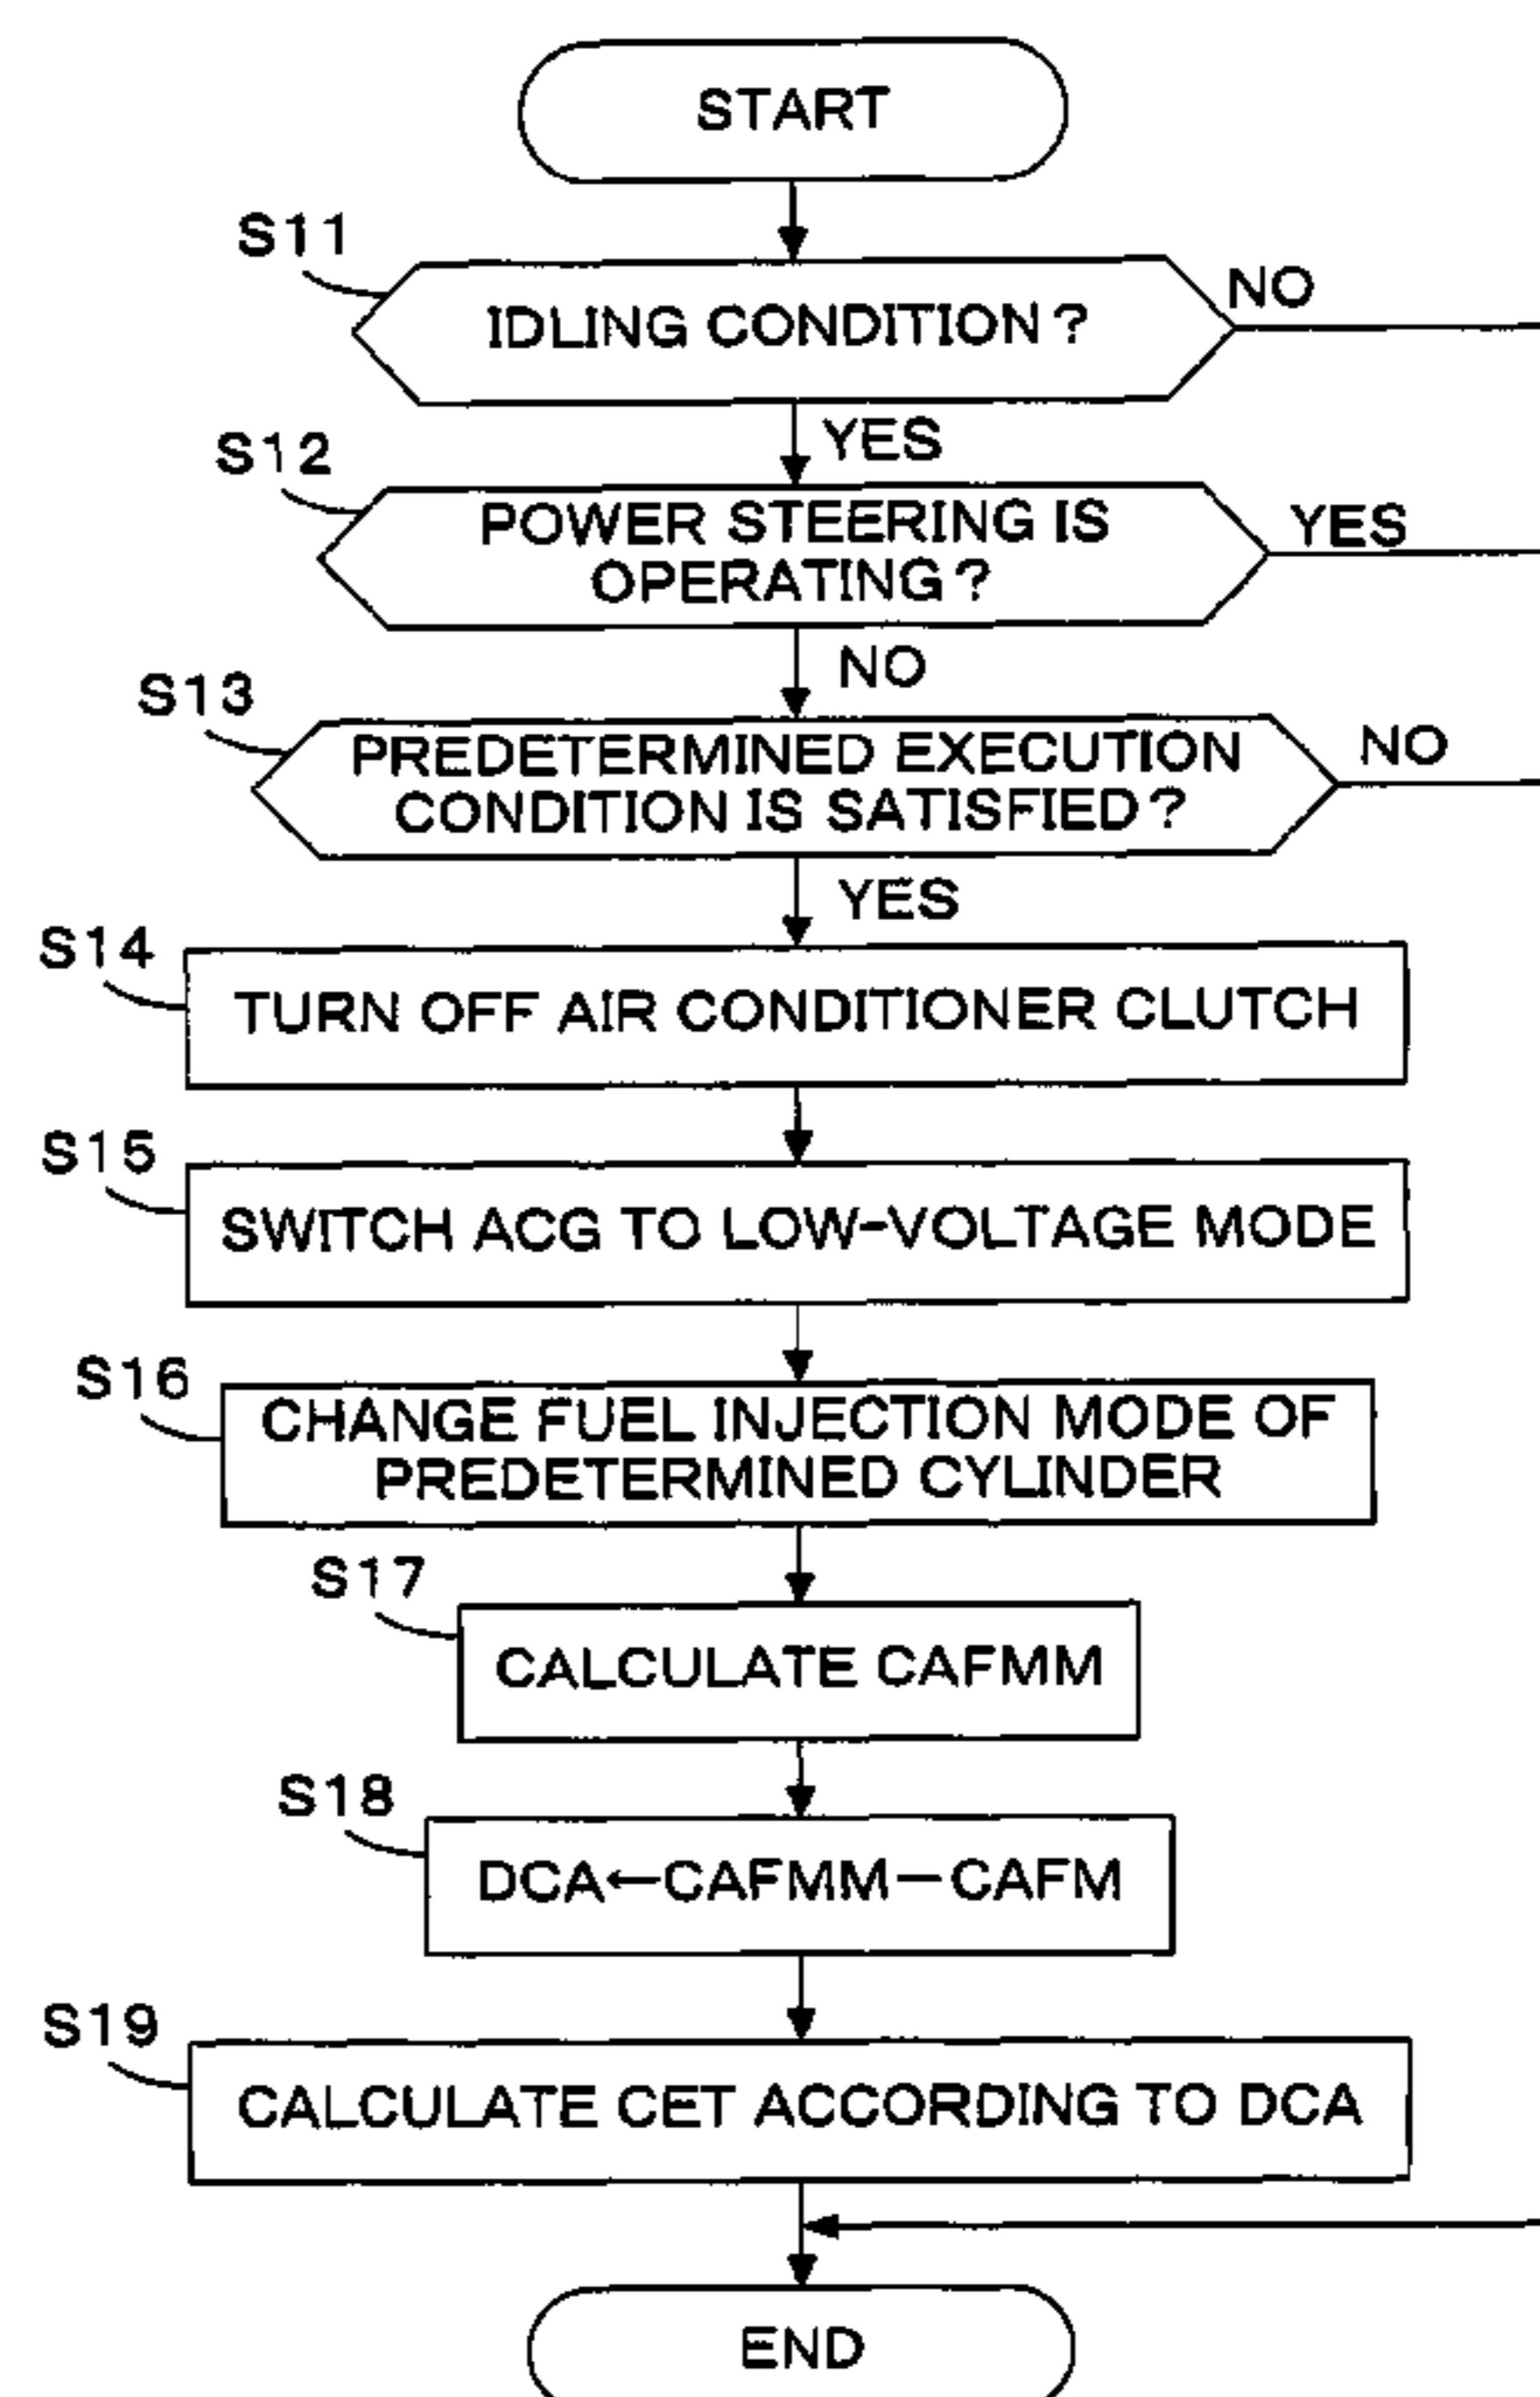 START
S11
IDLING CONDITION?
NO
YES
S12
POWER STEERING IS
OPERATING?
YES
NO
S13
PREDETERMINED EXECUTION
CONDITION IS SATISFIED?
NO
YES
S14
TURN OFF AIR CONDITIONER CLUTCH
S15
SWITCH ACG TO LOW-VOLTAGE MODE
S16
CHANGE FUEL INJECTION MODE OF
PREDETERMINED CYLINDER
S17
CALCULATE CAFMM
S18
DCA←CAFMM-CAFM
S19
CALCULATE CET ACCORDING TO DCA
END